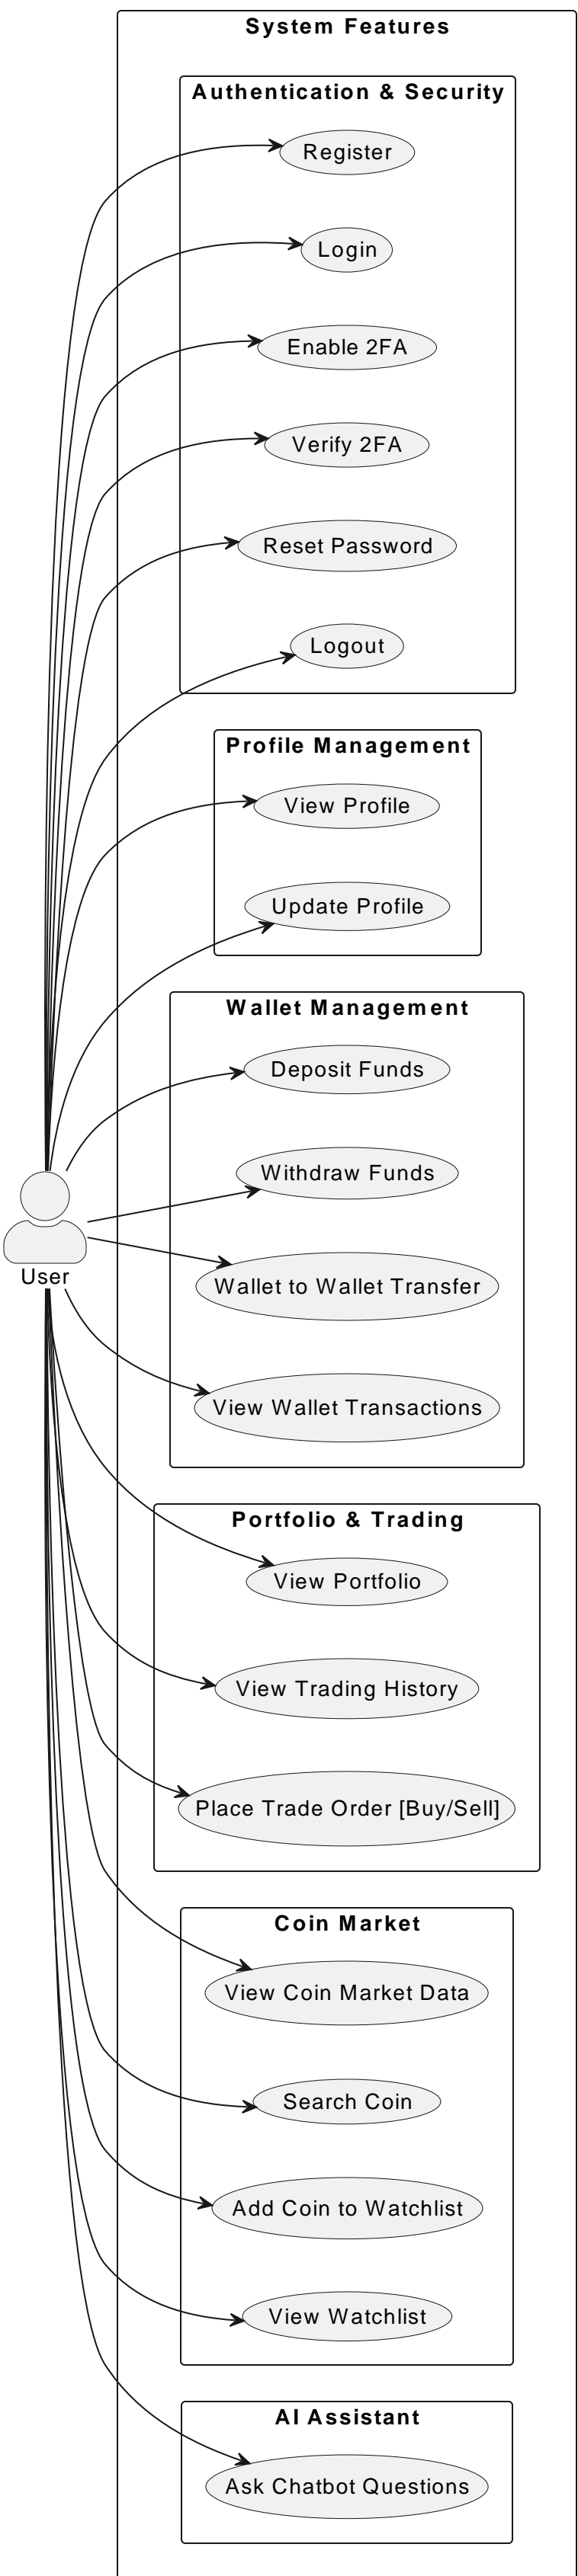 System Features
Authentication & Security
Register
Login
Enable 2FA
Verify 2FA
Reset Password
Logout
Profile Management
View Profile
Update Profile
Wallet Management
Deposit Funds
Withdraw Funds
Wallet to Wallet Transfer
User
View Wallet Transactions
Portfolio & Trading
View Portfolio
View Trading History
Place Trade Order [Buy/Sell]
Coin Market
View Coin Market Data
Search Coin
Add Coin to Watchlist
View Watchlist
AI Assistant
Ask Chatbot Questions